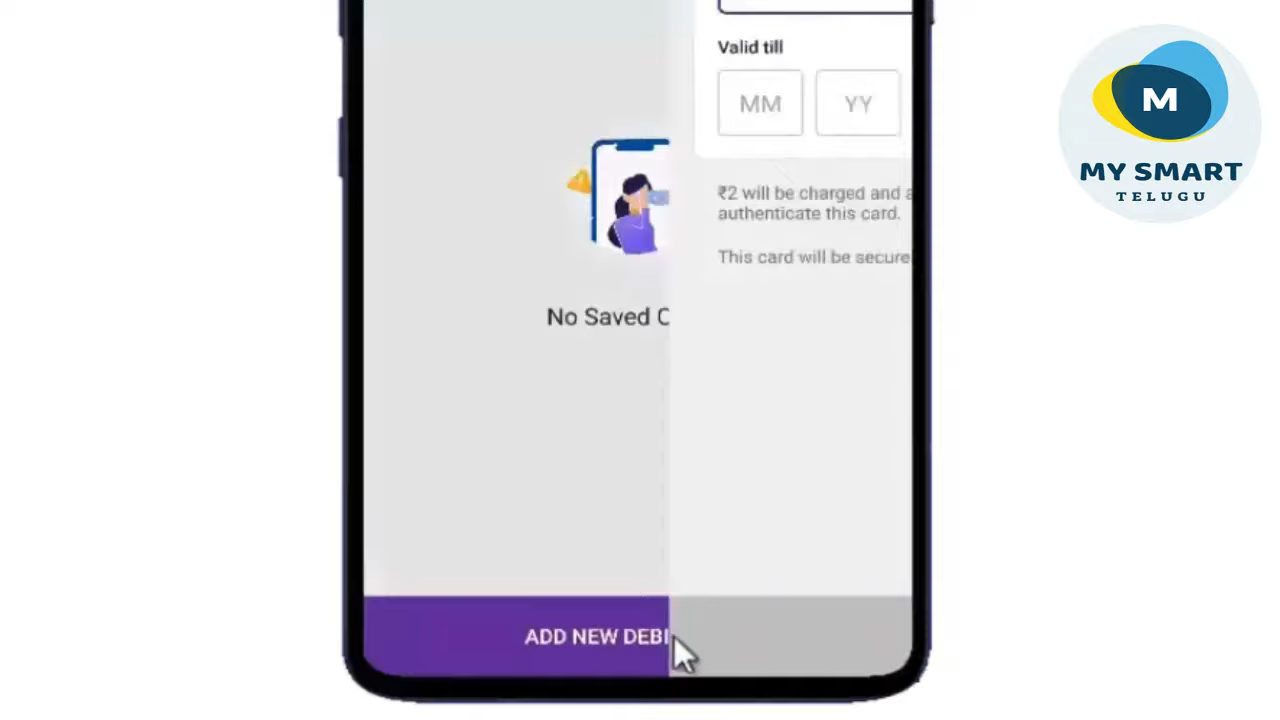 No Saved C
ADD NEW DEBI
Valid till
MM YY
₹2 will be charged and a
authenticate this card.
This card will be secure
M
MY SMART
TELUGU